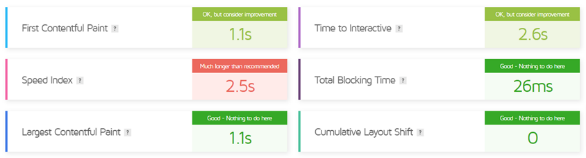 OK, but consider improvement
First Contentful Paint ?
1.1s
OK, but consider improvement
Time to Interactive ?
2.6s
Much longer than recommended
Speed Index ?
2.5s
Good - Nothing to do here
Total Blocking Time ?
26ms
Good - Nothing to do here
Largest Contentful Paint ?
1.1s
Good - Nothing to do here
Cumulative Layout Shift ?
0